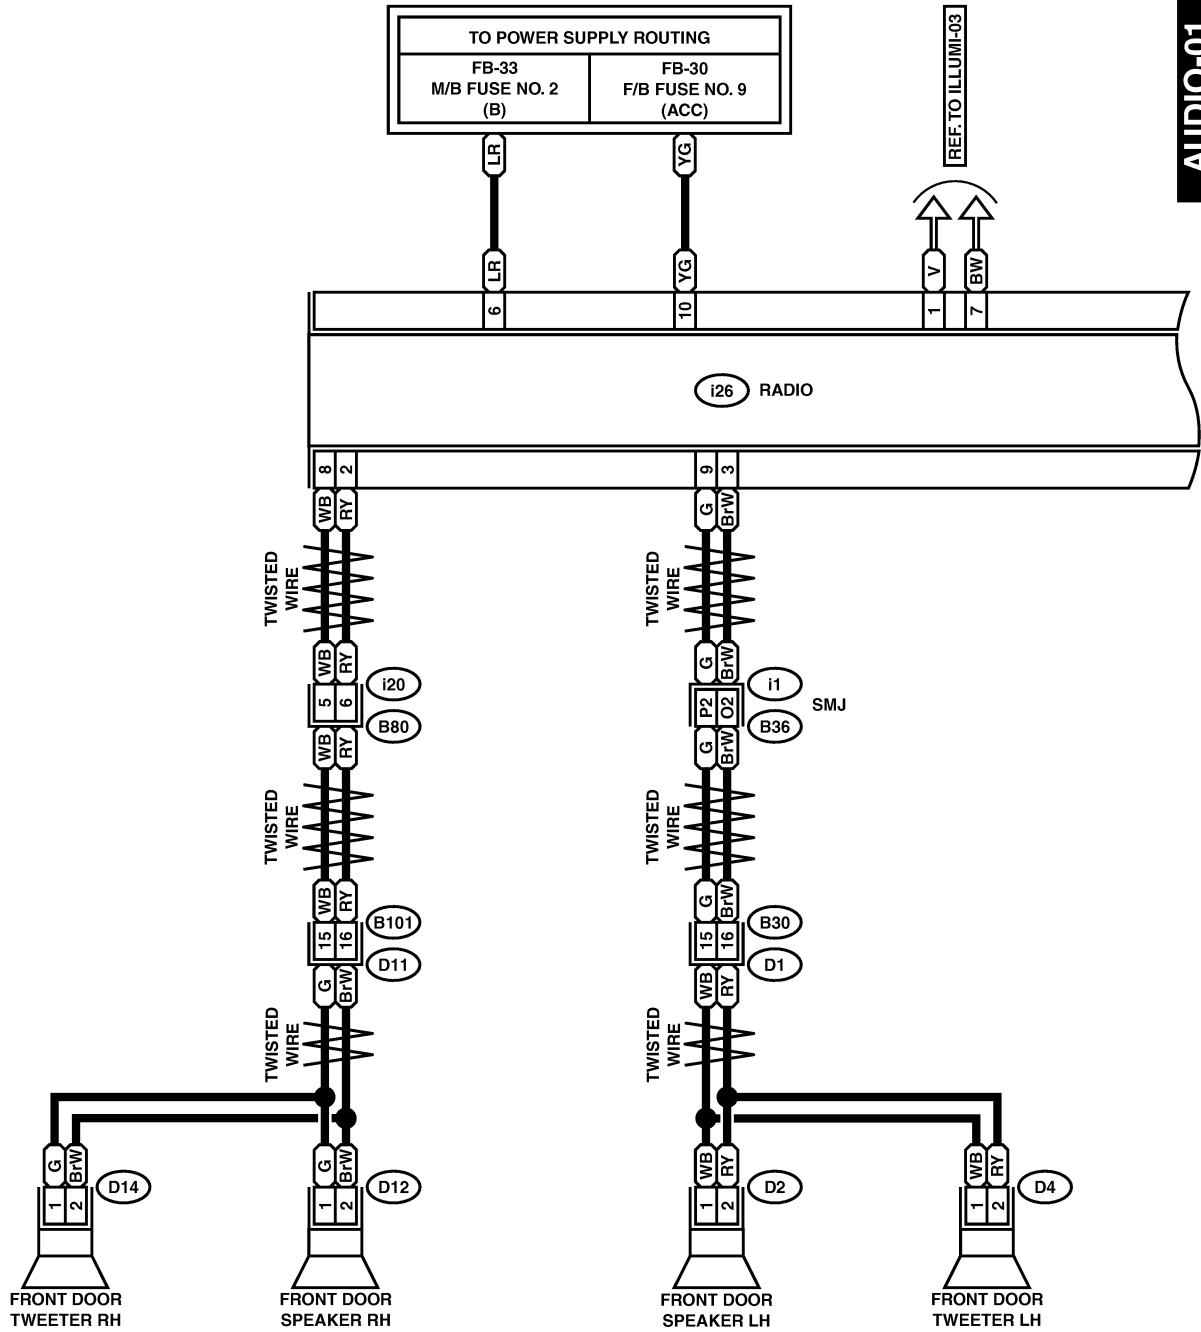 TO POWER SUPPLY ROUTING
FB-33
M/B FUSE NO. 2
(B)
FB-30
F/B FUSE NO. 9
(ACC)
REF. TO ILLUMI-03
AUDIO-01
LR
YG
LR
YG
V
BW
6
10
1
7
i26
RADIO
8
2
9
3
WB
RY
G
BrW
TWISTED
WIRE
TWISTED
WIRE
WB
RY
G
BrW
i20
i1
5
6
P2
O2
SMJ
B80
B36
WB
RY
G
BrW
TWISTED
WIRE
TWISTED
WIRE
WB
RY
G
BrW
B101
B30
15
16
15
16
D11
D1
G
BrW
WB
RY
TWISTED
WIRE
TWISTED
WIRE
G
BrW
G
BrW
WB
RY
WB
RY
D14
D12
D2
D4
1
2
1
2
1
2
1
2
FRONT DOOR
TWEETER RH
FRONT DOOR
SPEAKER RH
FRONT DOOR
SPEAKER LH
FRONT DOOR
TWEETER LH